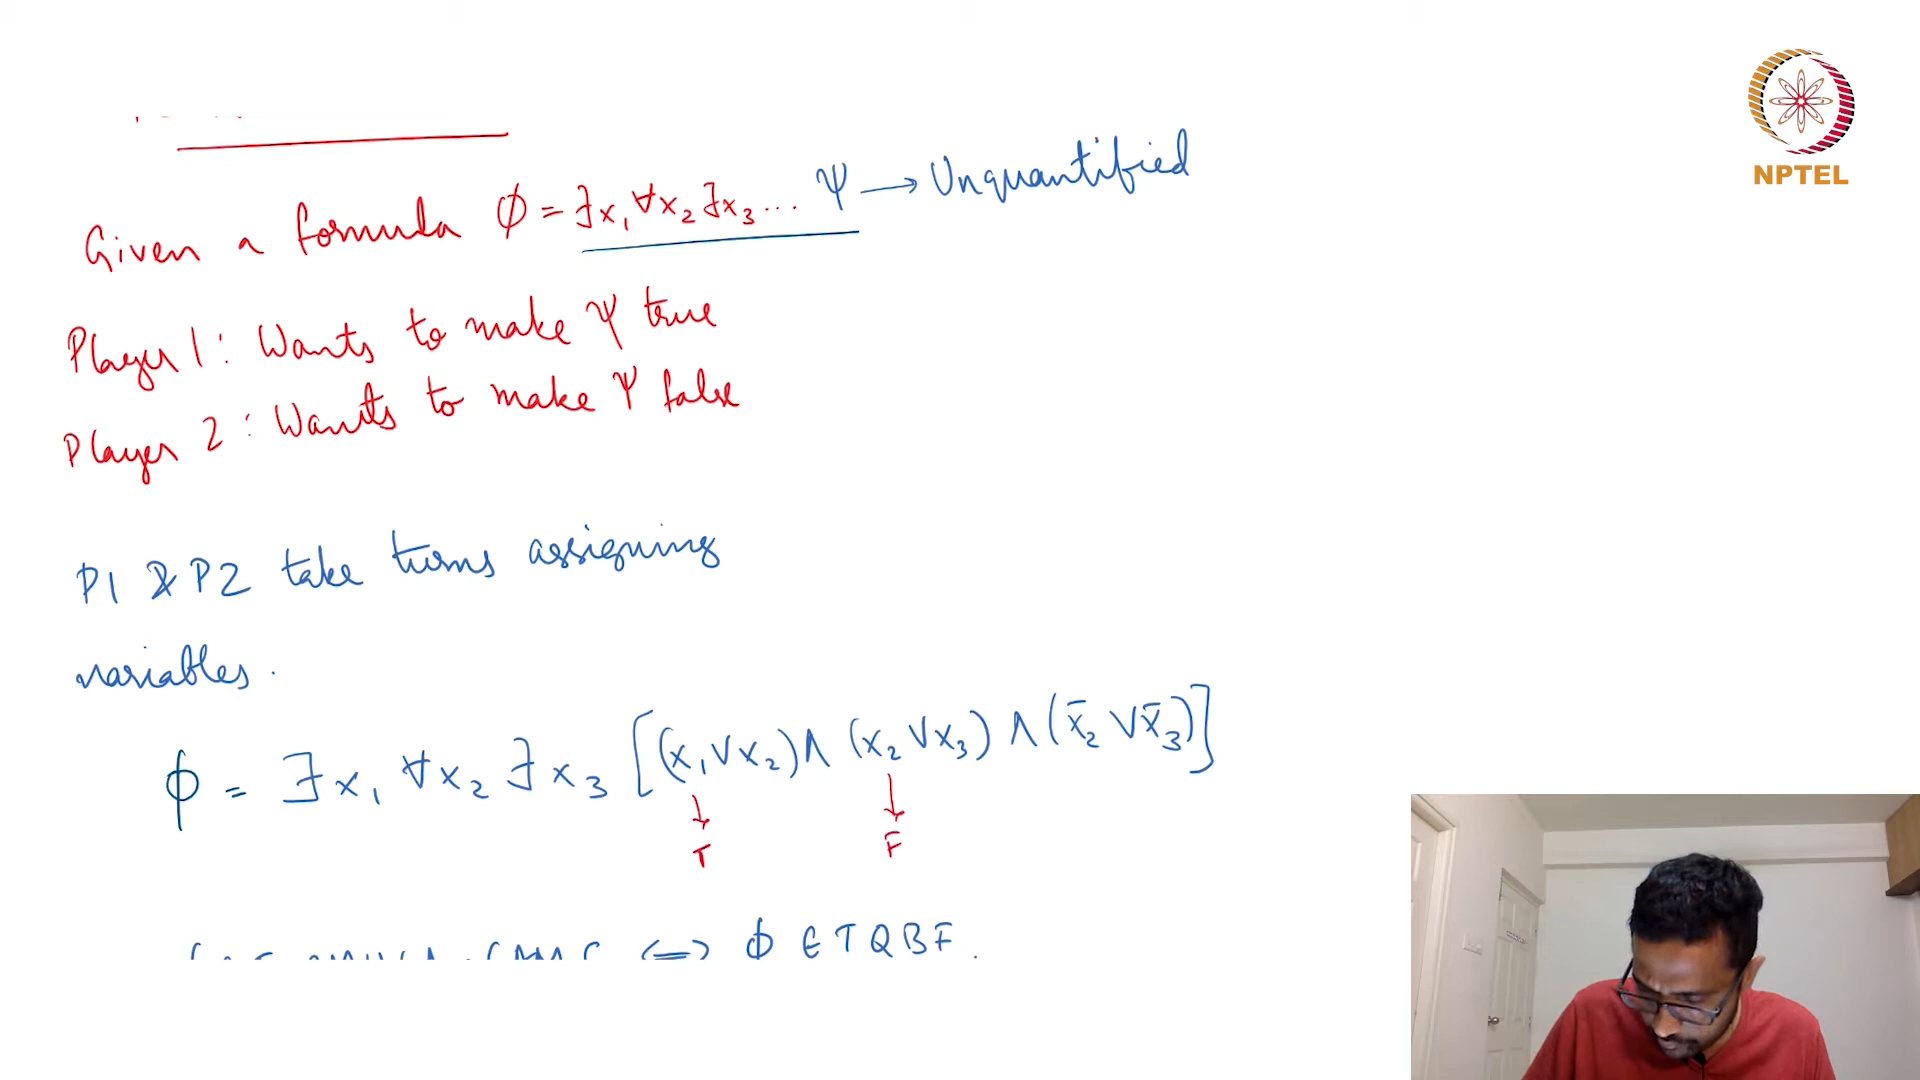 NPTEL
Given a formula ϕ = ∃x₁ ∀x₂ ∃x₃ ... Ψ → Unquantified
Player 1 : Wants to make Ψ true
Player 2 : Wants to make Ψ false
P1 & P2 take turns assigning
variables.
ϕ = ∃x₁ ∀x₂ ∃x₃ [(x₁ ∨ x₂) ∧ (x₂ ∨ x₃) ∧ (x̄₂ ∨ x̄₃)]
↓ T ↓ F
⇔ ϕ ∈ TQBF.